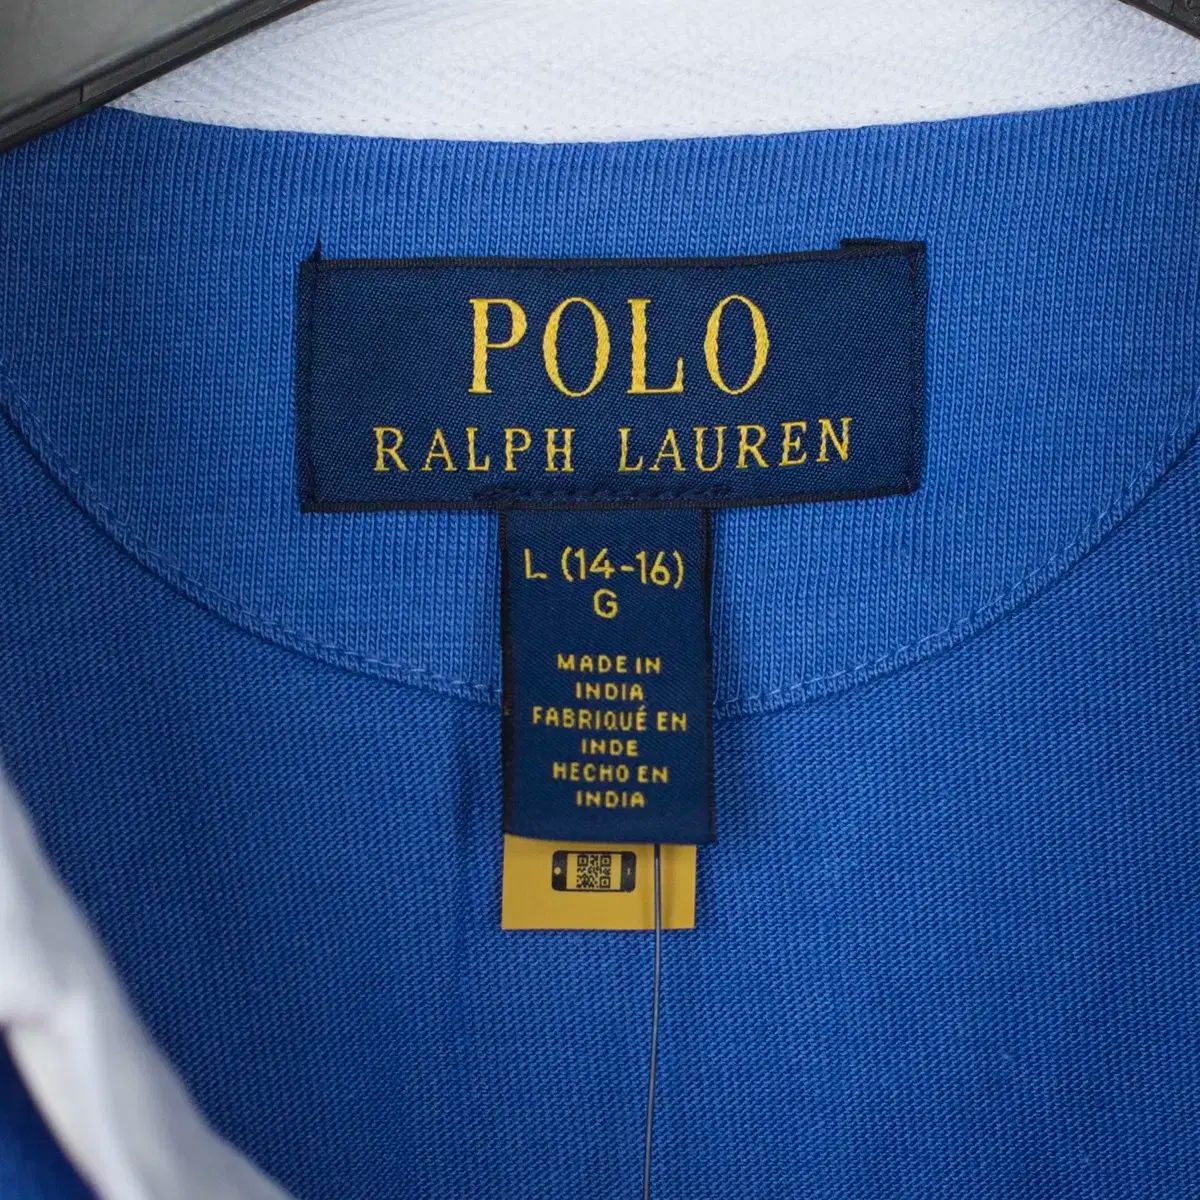 POLO
RALPH LAUREN
L (14-16)
G
MADE IN
INDIA
FABRIQUÉ EN
INDE
HECHO EN
INDIA